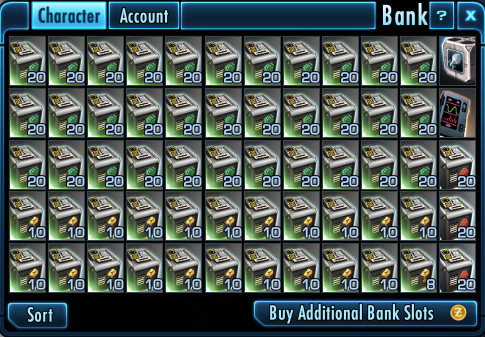 Character Account Bank ? X
20 20 20 20 20 20 20 20 20 20 20
20 20 20 20 20 20 20 20 20 20 20
20 20 20 20 20 20 20 20 20 20 20 20
10 10 10 10 10 10 10 10 10 10 10 20
10 10 10 10 10 10 10 10 10 10 8 20
Sort Buy Additional Bank Slots Z